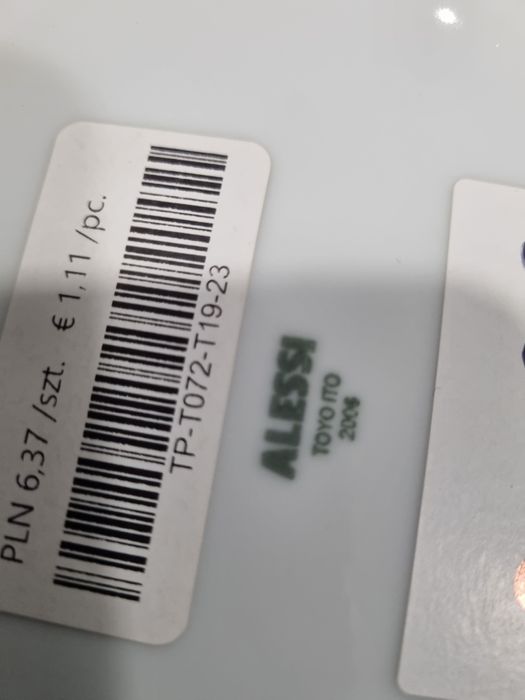 PLN 6,37 /szt. € 1,11 /pc.
TP-T072-T19-23
ALESSI
TOYO ITO
2006